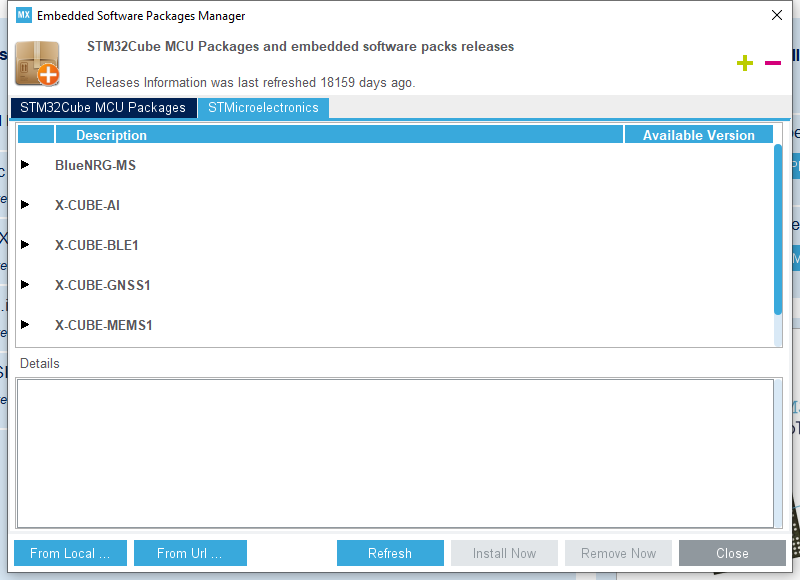 MX Embedded Software Packages Manager
STM32Cube MCU Packages and embedded software packs releases
Releases Information was last refreshed 18159 days ago.
STM32Cube MCU Packages STMicroelectronics
Description Available Version
BlueNRG-MS
X-CUBE-AI
X-CUBE-BLE1
X-CUBE-GNSS1
X-CUBE-MEMS1
Details
From Local ... From Url ... Refresh Install Now Remove Now Close